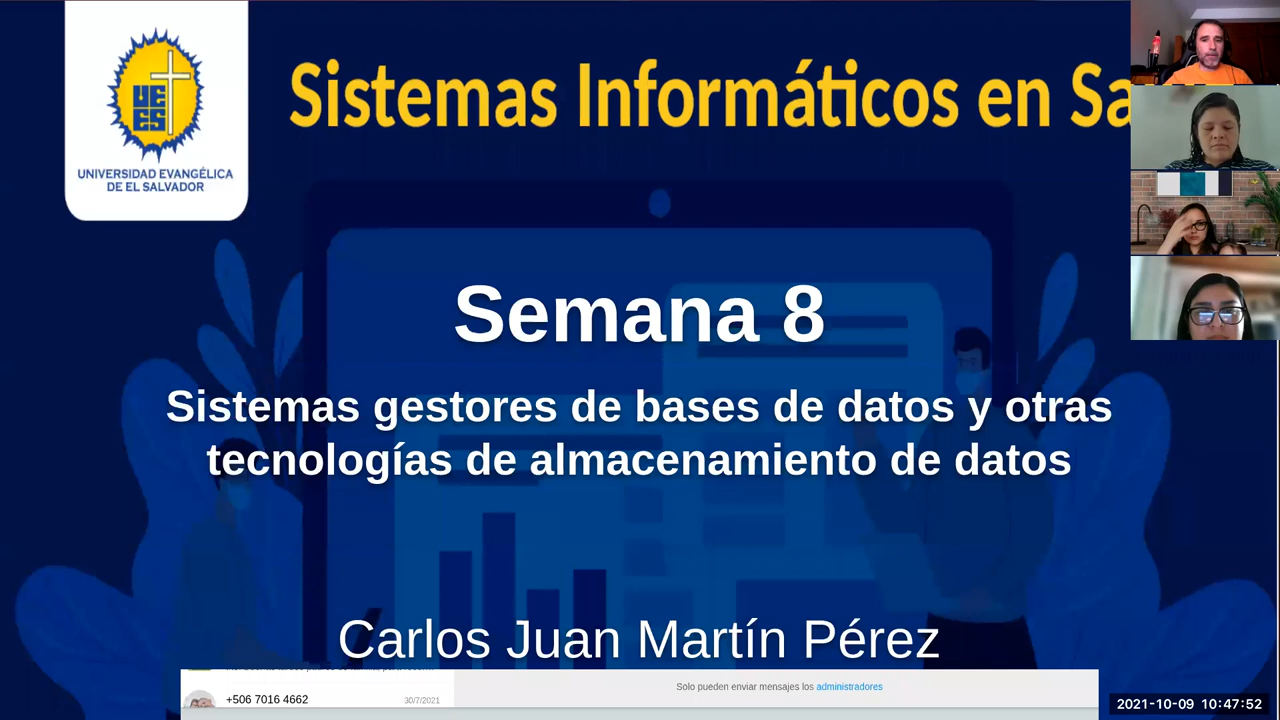 Sistemas Informáticos en Sa
UE
ES
UNIVERSIDAD EVANGÉLICA
DE EL SALVADOR
Semana 8
Sistemas gestores de bases de datos y otras
tecnologías de almacenamiento de datos
Carlos Juan Martín Pérez
+506 7016 4662
30/7/2021
Solo pueden enviar mensajes los administradores
2021-10-09 10:47:52